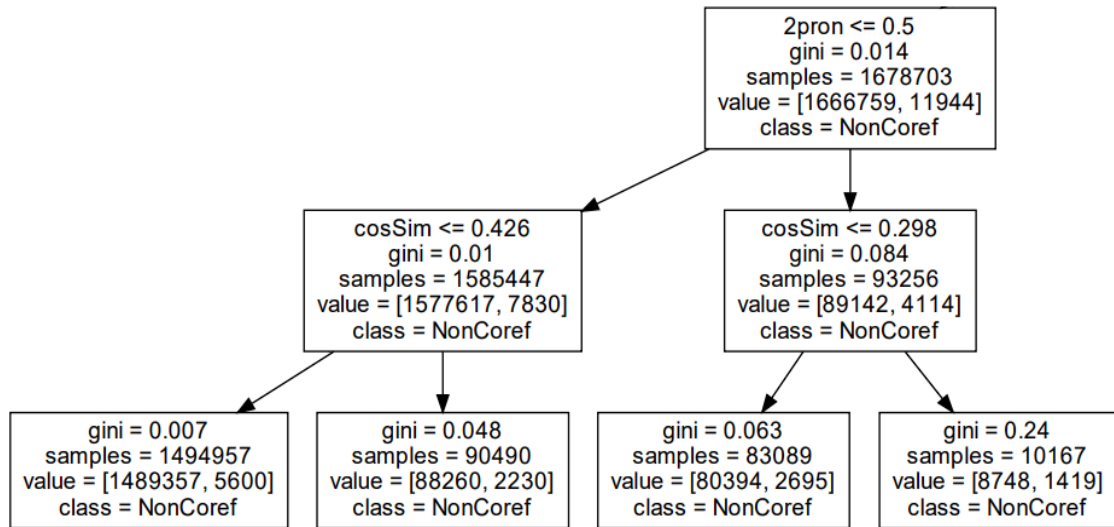 2pron <= 0.5
gini = 0.014
samples = 1678703
value = [1666759, 11944]
class = NonCoref
cosSim <= 0.426
gini = 0.01
samples = 1585447
value = [1577617, 7830]
class = NonCoref
cosSim <= 0.298
gini = 0.084
samples = 93256
value = [89142, 4114]
class = NonCoref
gini = 0.007
samples = 1494957
value = [1489357, 5600]
class = NonCoref
gini = 0.048
samples = 90490
value = [88260, 2230]
class = NonCoref
gini = 0.063
samples = 83089
value = [80394, 2695]
class = NonCoref
gini = 0.24
samples = 10167
value = [8748, 1419]
class = NonCoref